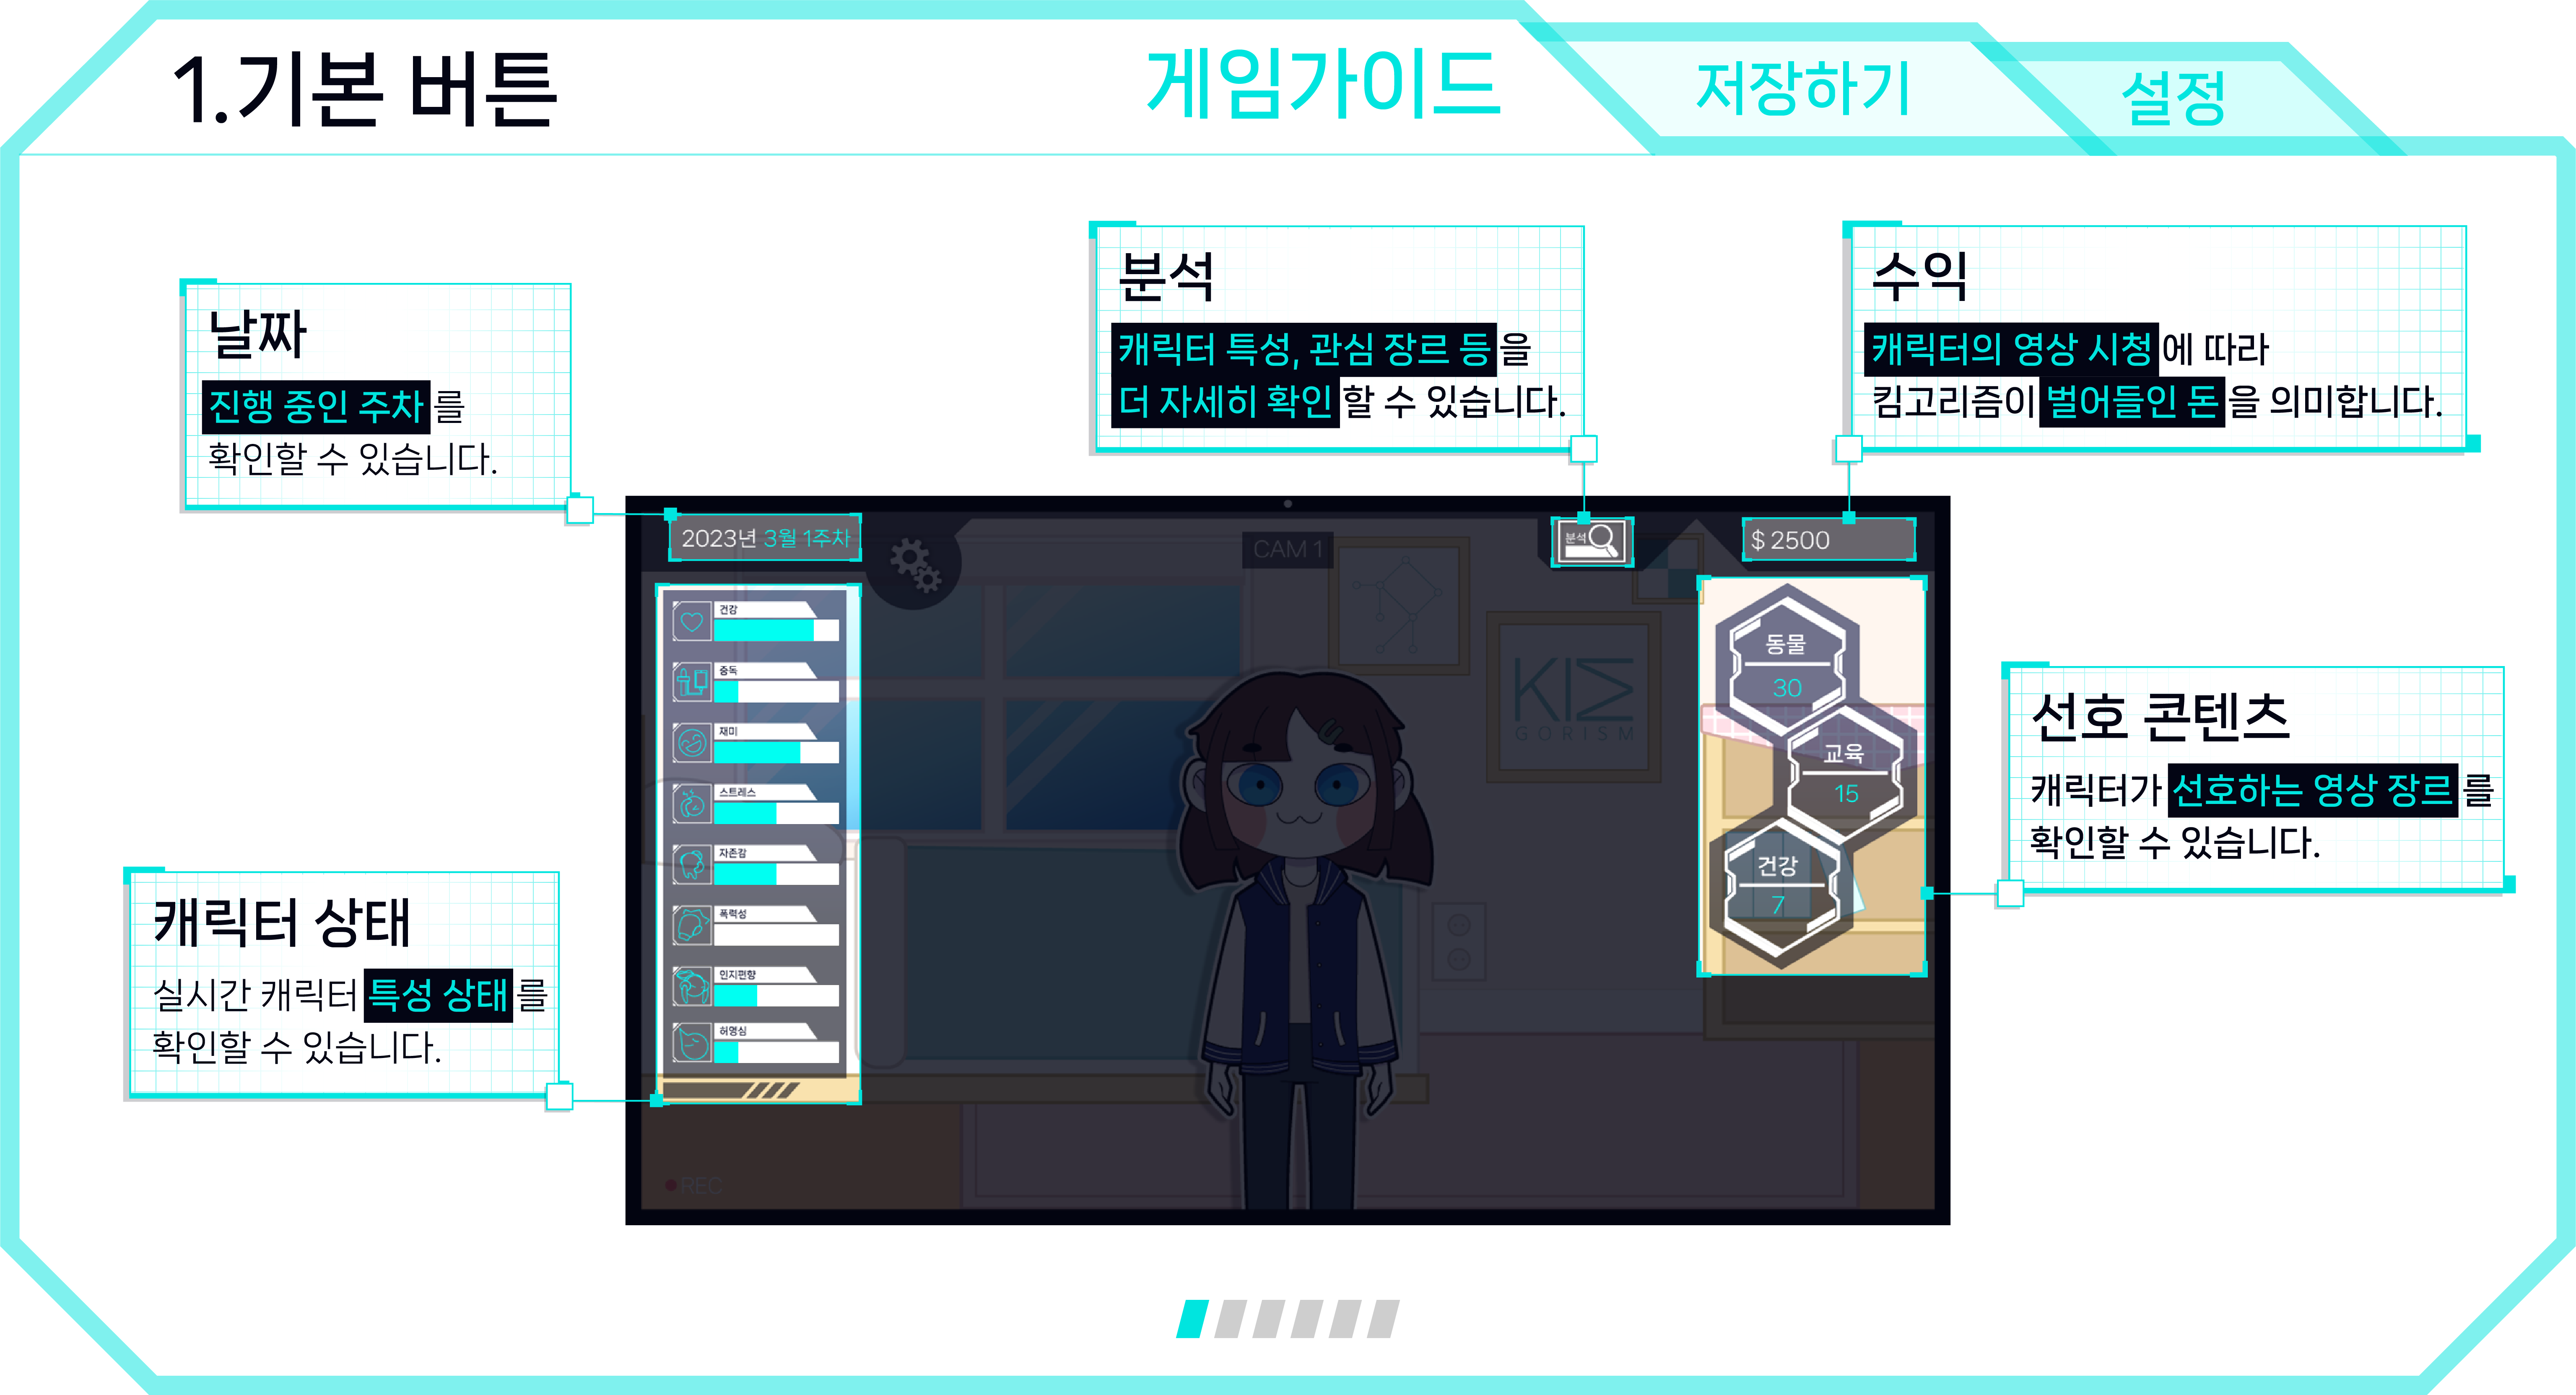 1.기본 버튼
게임가이드
저장하기
설정
날짜
진행 중인 주차를
확인할 수 있습니다.
분석
캐릭터 특성, 관심 장르 등을
더 자세히 확인할 수 있습니다.
수익
캐릭터의 영상 시청에 따라
킴고리즘이 벌어들인 돈을 의미합니다.
2023년 3월 1주차
CAM 1
분석
$ 2500
건강
중독
재미
스트레스
자존감
폭력성
인지편향
허영심
KIM
GORISM
동물
30
교육
15
건강
7
선호 콘텐츠
캐릭터가 선호하는 영상 장르를
확인할 수 있습니다.
캐릭터 상태
실시간 캐릭터 특성 상태를
확인할 수 있습니다.
REC